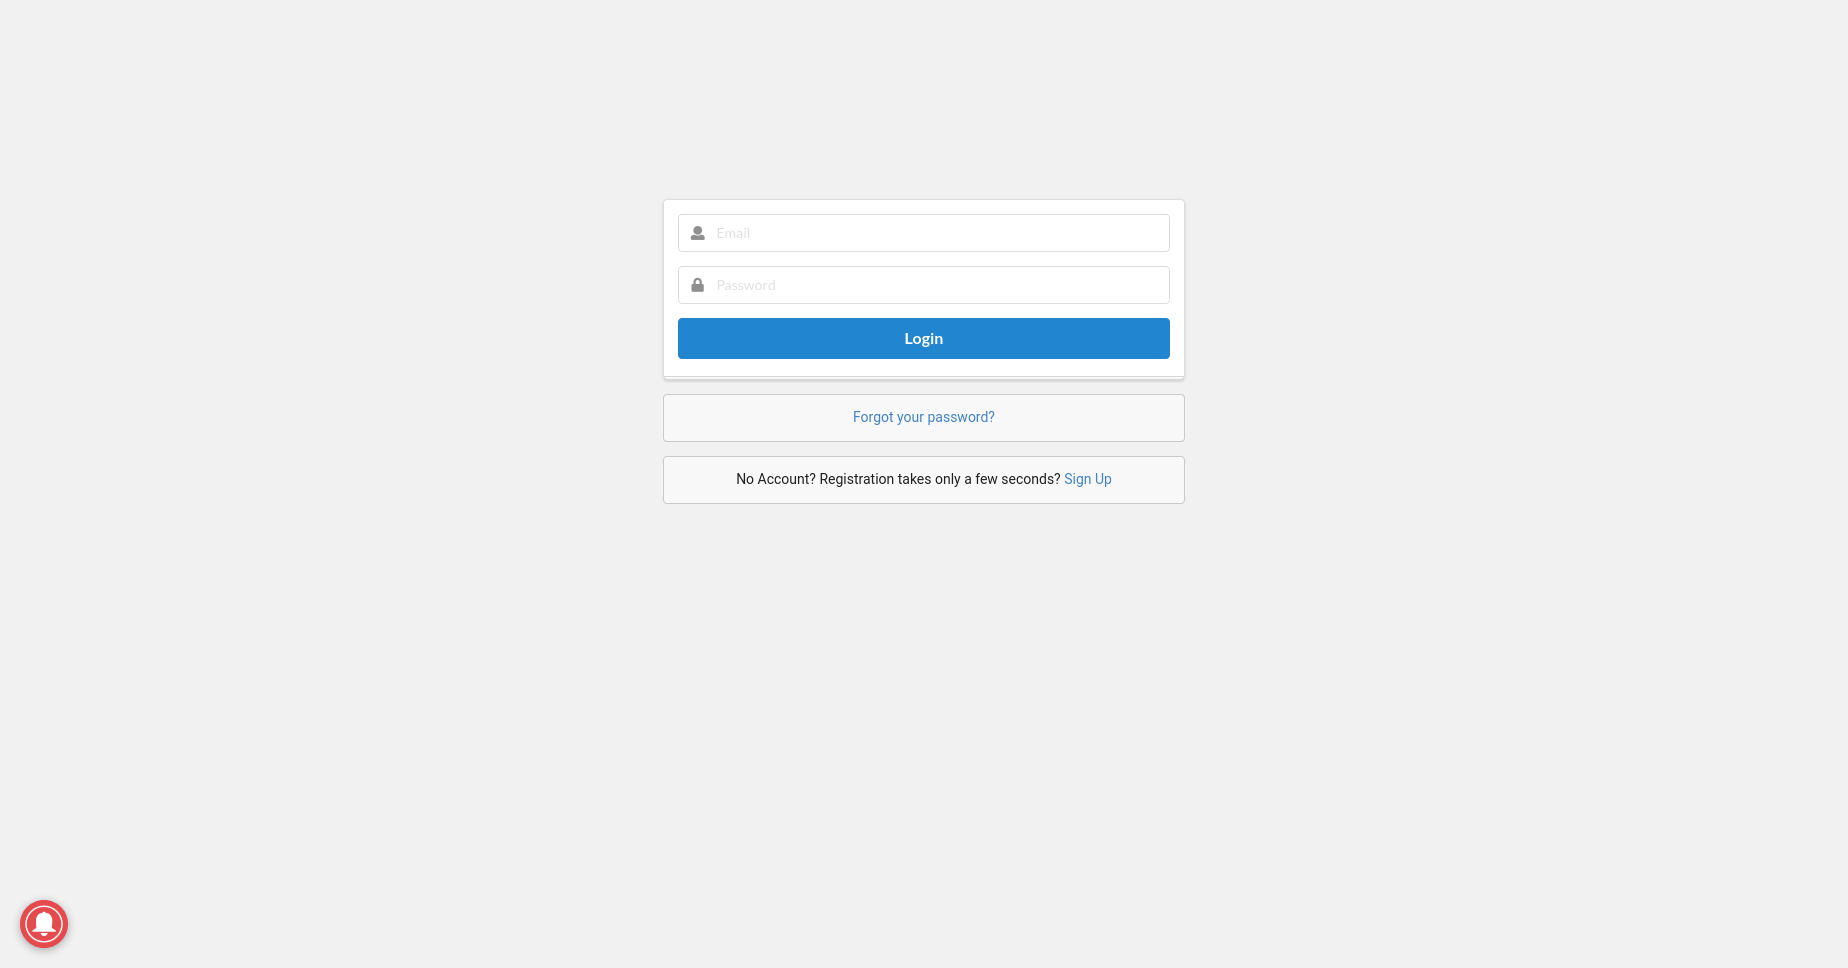 Email
Password
Login
Forgot your password?
No Account? Registration takes only a few seconds? Sign Up